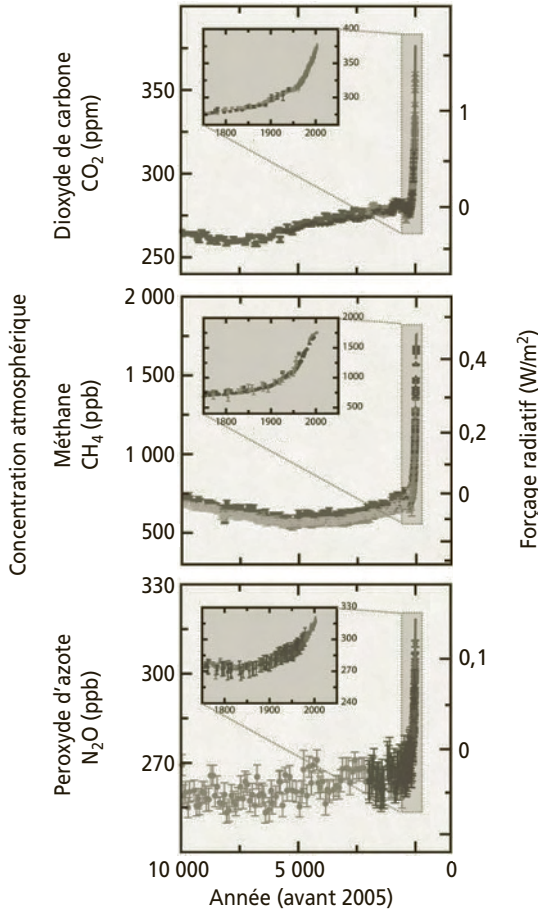 Concentration atmosphérique
Dioxyde de carbone
CO₂ (ppm)
350
300
280
250
400
350
300
1800 1900 2000
1
0
Méthane
CH₄ (ppb)
2 000
1 500
1 000
500
2000
1500
1000
500
1800 1900 2000
0,4
0,2
0
Forçage radiatif (W/m²)
Peroxyde d'azote
N₂O (ppb)
330
300
270
330
300
270
240
1800 1900 2000
0,1
0
10 000 5 000 0
Année (avant 2005)